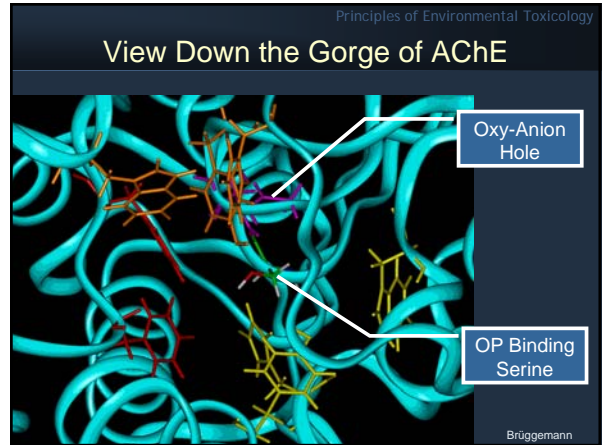 Principles of Environmental Toxicology
View Down the Gorge of AChE
Oxy-Anion
Hole
OP Binding
Serine
Brüggemann